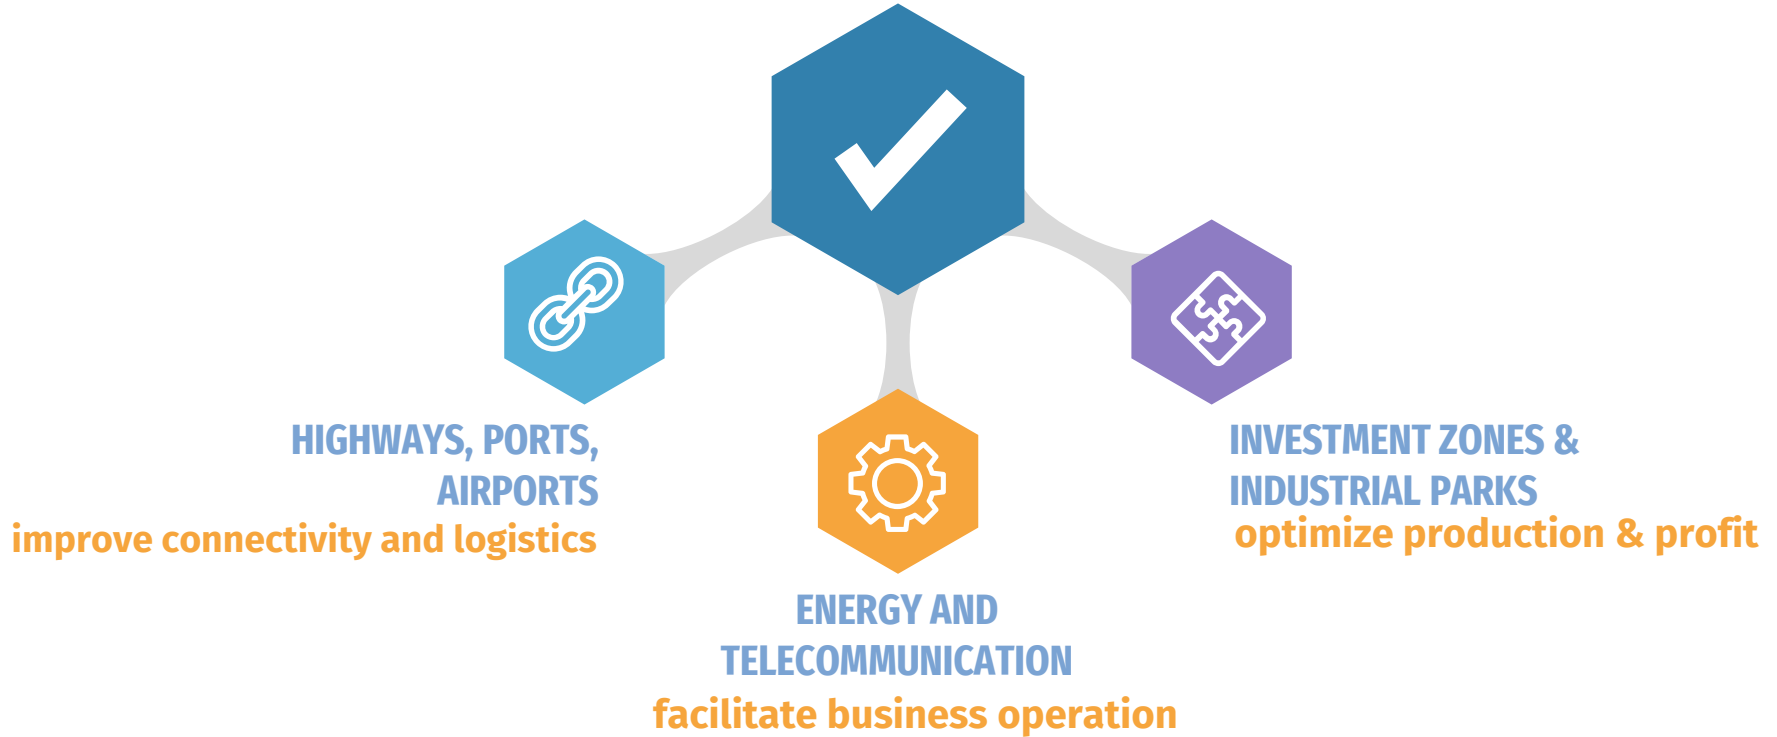 HIGHWAYS, PORTS,
AIRPORTS
improve connectivity and logistics
ENERGY AND
TELECOMMUNICATION
facilitate business operation
INVESTMENT ZONES &
INDUSTRIAL PARKS
optimize production & profit